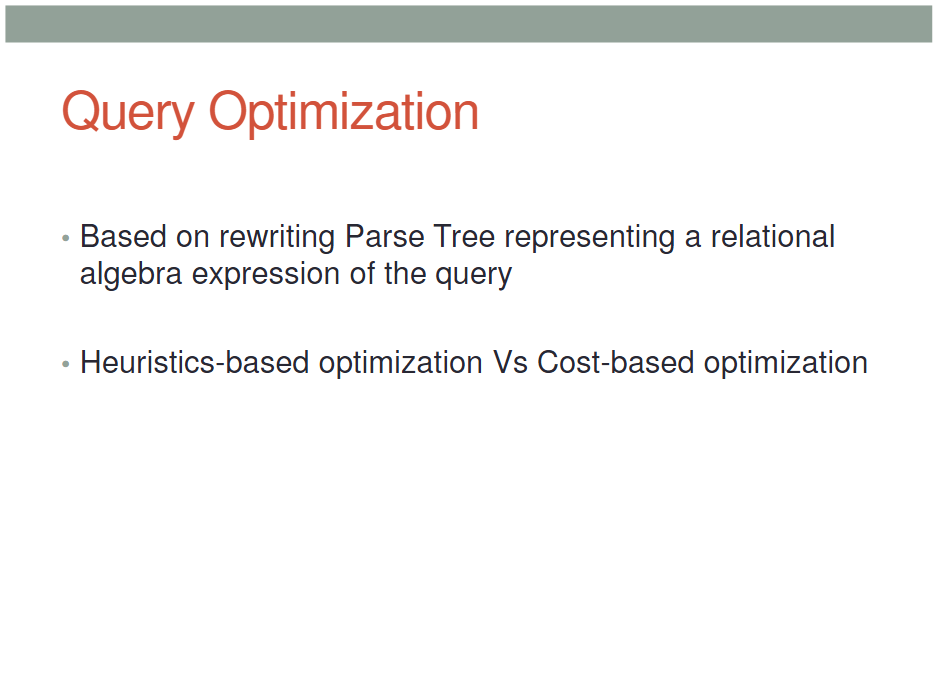 Query Optimization
• Based on rewriting Parse Tree representing a relational
algebra expression of the query
• Heuristics-based optimization Vs Cost-based optimization